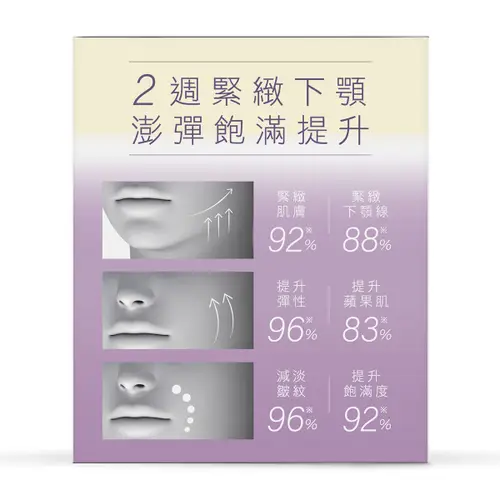 2週緊緻下顎
澎彈飽滿提升
緊緻
肌膚
92※%
緊緻
下顎線
88※%
提升
彈性
96※%
提升
蘋果肌
83※%
減淡
皺紋
96※%
提升
飽滿度
92※%